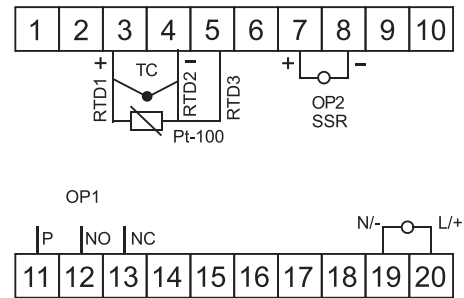 1 2 3 4 5 6 7 8 9 10
+ TC − + −
RTD1 RTD2 RTD3
Pt-100
OP2
SSR
OP1
P NO NC N/- L/+
11 12 13 14 15 16 17 18 19 20